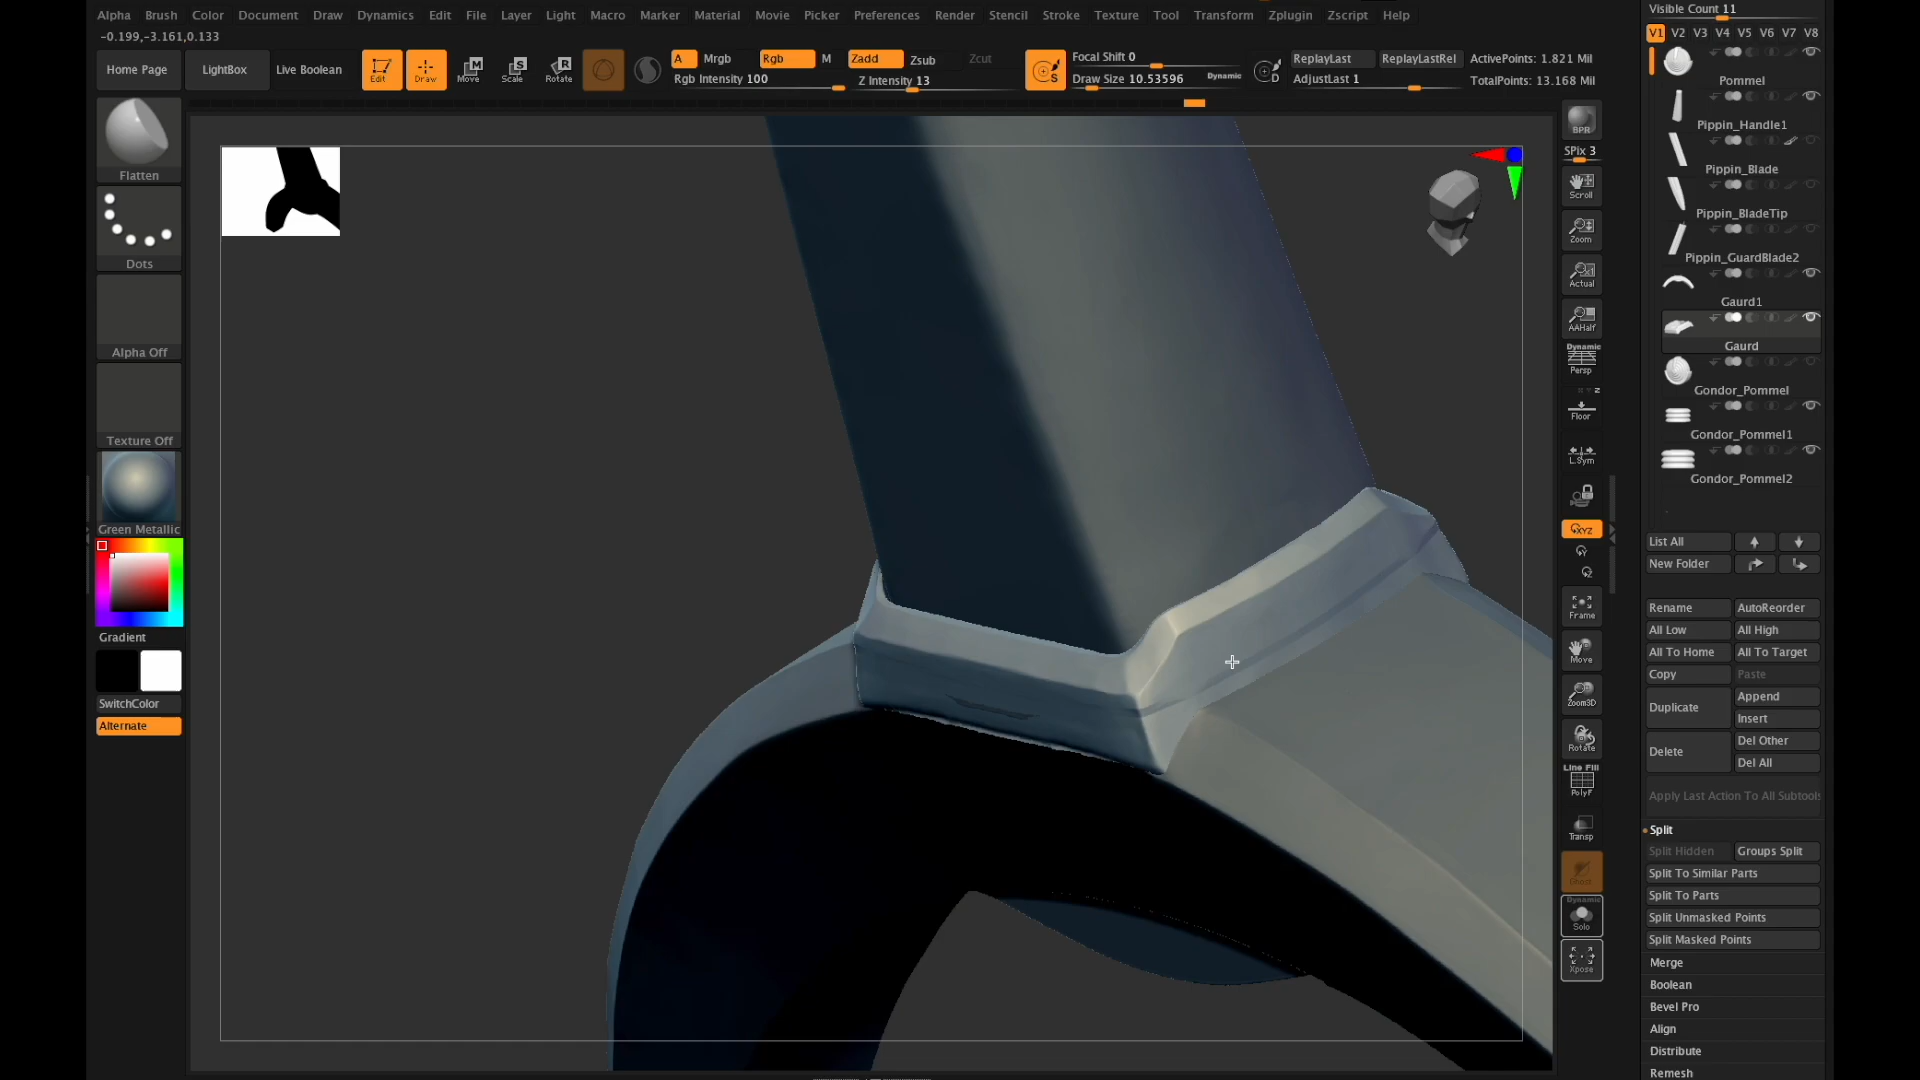 Alpha Brush Color Document Draw Dynamics Edit File Layer Light Macro Marker Material Movie Picker Preferences Render Stencil Stroke Texture Tool Transform Zplugin Zscript Help
-0.199,-3.161,0.133
Home Page LightBox Live Boolean Edit Draw Move Scale Rotate
A Mrgb Rgb M Zadd Zsub Zcut
Rgb Intensity 100 Z Intensity 13
Focal Shift 0
Draw Size 10.53596 Dynamic
S D
ReplayLast ReplayLastRel ActivePoints: 1.821 Mil
AdjustLast 1 TotalPoints: 13.168 Mil
Flatten
Dots
Alpha Off
Texture Off
Green Metallic
Gradient
SwitchColor
Alternate
BPR
SPix 3
Scroll
Zoom
Actual
AAHalf
Dynamic
Persp
Floor
L.Sym
XYZ
Frame
Move
Zoom3D
Rotate
Line Fill
PolyF
Transp
Ghost
Dynamic
Solo
Xpose
Visible Count 11
V1 V2 V3 V4 V5 V6 V7 V8
Pommel
Pippin_Handle1
Pippin_Blade
Pippin_BladeTip
Pippin_GuardBlade2
Gaurd1
Gaurd
Gondor_Pommel
Gondor_Pommel1
Gondor_Pommel2
List All
New Folder
Rename AutoReorder
All Low All High
All To Home All To Target
Copy Paste
Duplicate Append
Insert
Delete Del Other
Del All
Apply Last Action To All Subtools
Split
Split Hidden Groups Split
Split To Similar Parts
Split To Parts
Split Unmasked Points
Split Masked Points
Merge
Boolean
Bevel Pro
Align
Distribute
Remesh